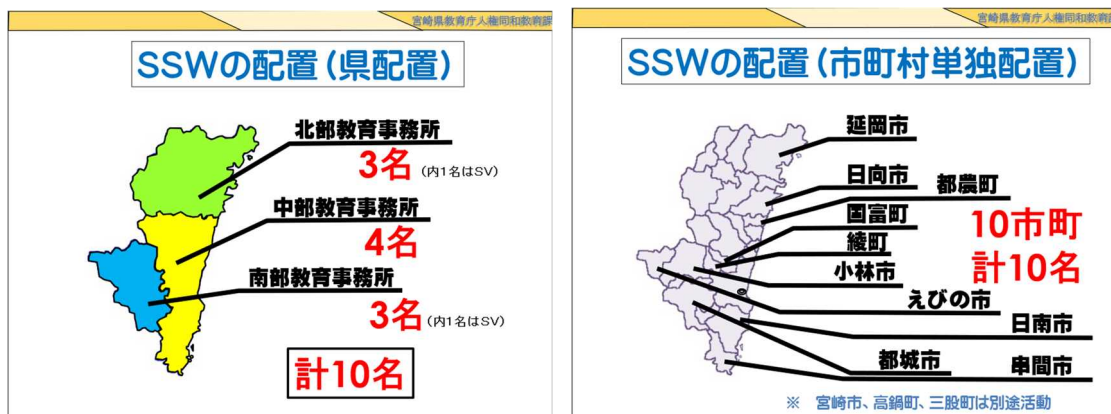 宮崎県教育庁人権同和教育課
SSWの配置(県配置)
北部教育事務所
3名(内1名はSV)
中部教育事務所
4名
南部教育事務所
3名(内1名はSV)
計10名
宮崎県教育庁人権同和教育課
SSWの配置(市町村単独配置)
延岡市
日向市
都農町
国富町
綾町
小林市
えびの市
日南市
都城市
串間市
10市町
計10名
※ 宮崎市、高鍋町、三股町は別途活動